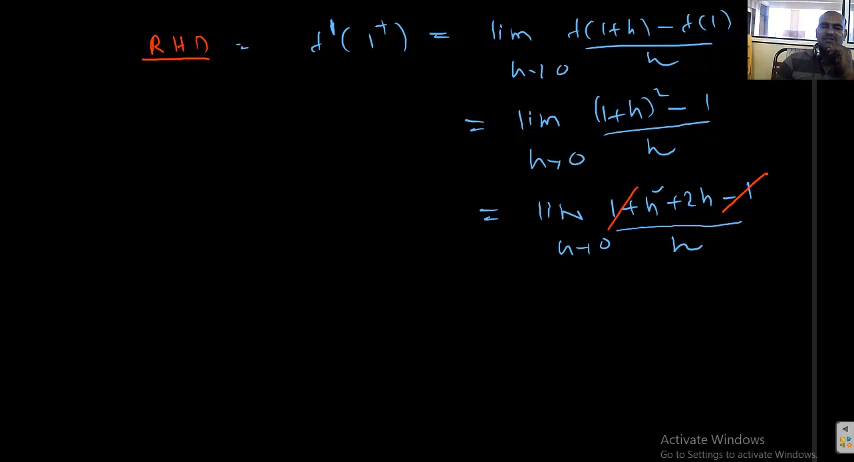 RHD = f'(1⁺) = lim h→0 f(1+h) - f(1) / h
= lim h→0 (1+h)² - 1 / h
= lim h→0 1 + h² + 2h - 1 / h
Activate Windows
Go to Settings to activate Windows.